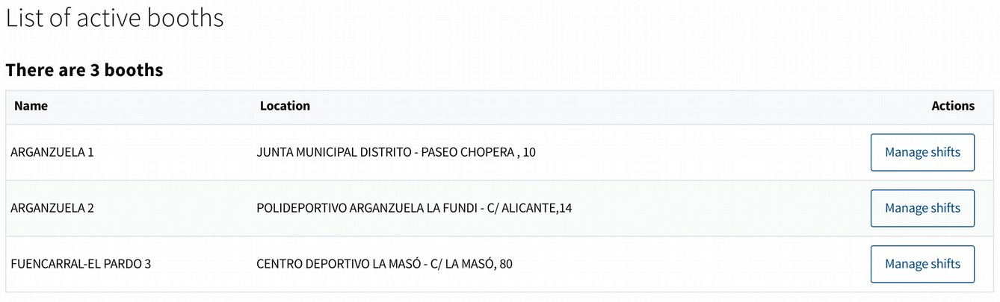 List of active booths
There are 3 booths
Name Location Actions
ARGANZUELA 1 JUNTA MUNICIPAL DISTRITO - PASEO CHOPERA , 10 Manage shifts
ARGANZUELA 2 POLIDEPORTIVO ARGANZUELA LA FUNDI - C/ ALICANTE,14 Manage shifts
FUENCARRAL-EL PARDO 3 CENTRO DEPORTIVO LA MASÓ - C/ LA MASÓ, 80 Manage shifts